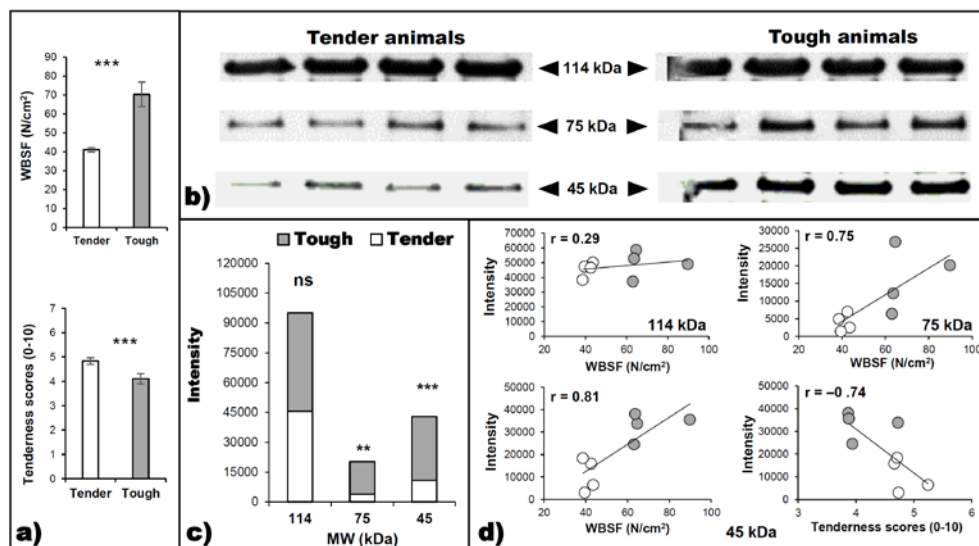 WBSF (N/cm²)
90
80
70
60
50
40
30
20
10
0
***
Tender Tough
Tenderness scores (0-10)
7
6
5
4
3
2
1
0
***
Tender Tough
a)
Tender animals
Tough animals
114 kDa
75 kDa
45 kDa
b)
Tough Tender
Intensity
120000
105000
90000
75000
60000
45000
30000
15000
0
ns
**
***
114 75 45
MW (kDa)
c)
r = 0.29
Intensity
70000
60000
50000
40000
30000
20000
10000
0
20 40 60 80 100
WBSF (N/cm²)
114 kDa
r = 0.75
Intensity
30000
25000
20000
15000
10000
5000
0
20 40 60 80 100
WBSF (N/cm²)
75 kDa
r = 0.81
Intensity
50000
40000
30000
20000
10000
0
20 40 60 80 100
WBSF (N/cm²)
r = –0 .74
Intensity
50000
40000
30000
20000
10000
0
3 4 5 6
Tenderness scores (0-10)
45 kDa
d)